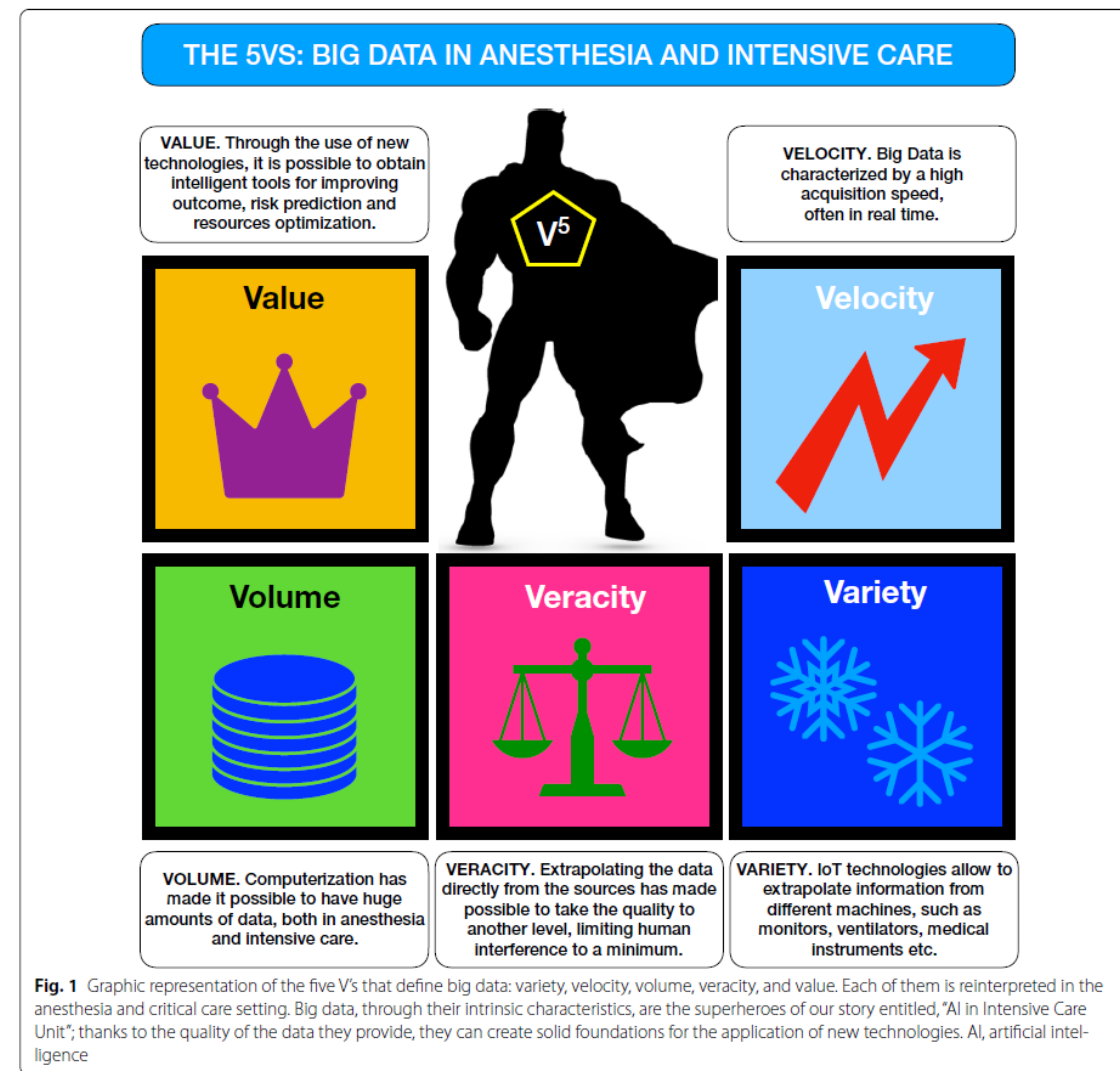 THE 5VS: BIG DATA IN ANESTHESIA AND INTENSIVE CARE
VALUE. Through the use of new
technologies, it is possible to obtain
intelligent tools for improving
outcome, risk prediction and
resources optimization.
V⁵
VELOCITY. Big Data is
characterized by a high
acquisition speed,
often in real time.
Value
Velocity
Volume
Veracity
Variety
VOLUME. Computerization has
made it possible to have huge
amounts of data, both in anesthesia
and intensive care.
VERACITY. Extrapolating the data
directly from the sources has made
possible to take the quality to
another level, limiting human
interference to a minimum.
VARIETY. IoT technologies allow to
extrapolate information from
different machines, such as
monitors, ventilators, medical
instruments etc.
Fig. 1 Graphic representation of the five V's that define big data: variety, velocity, volume, veracity, and value. Each of them is reinterpreted in the
anesthesia and critical care setting. Big data, through their intrinsic characteristics, are the superheroes of our story entitled, “AI in Intensive Care
Unit”; thanks to the quality of the data they provide, they can create solid foundations for the application of new technologies. AI, artificial intel-
ligence